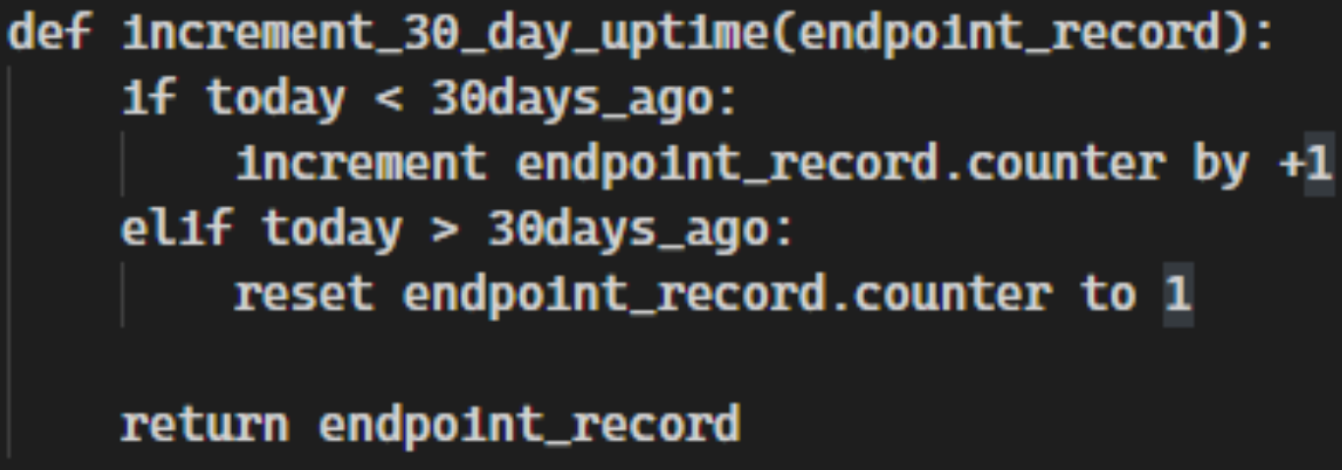 def increment_30_day_uptime(endpoint_record):
    if today < 30days_ago:
        increment endpoint_record.counter by +1
    elif today > 30days_ago:
        reset endpoint_record.counter to 1
    return endpoint_record